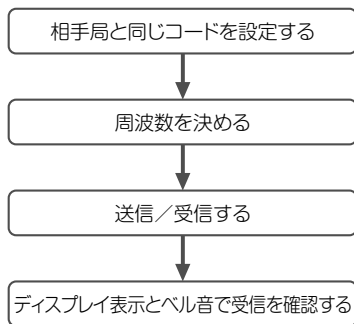 相手局と同じコードを設定する
周波数を決める
送信／受信する
ディスプレイ表示とベル音で受信を確認する